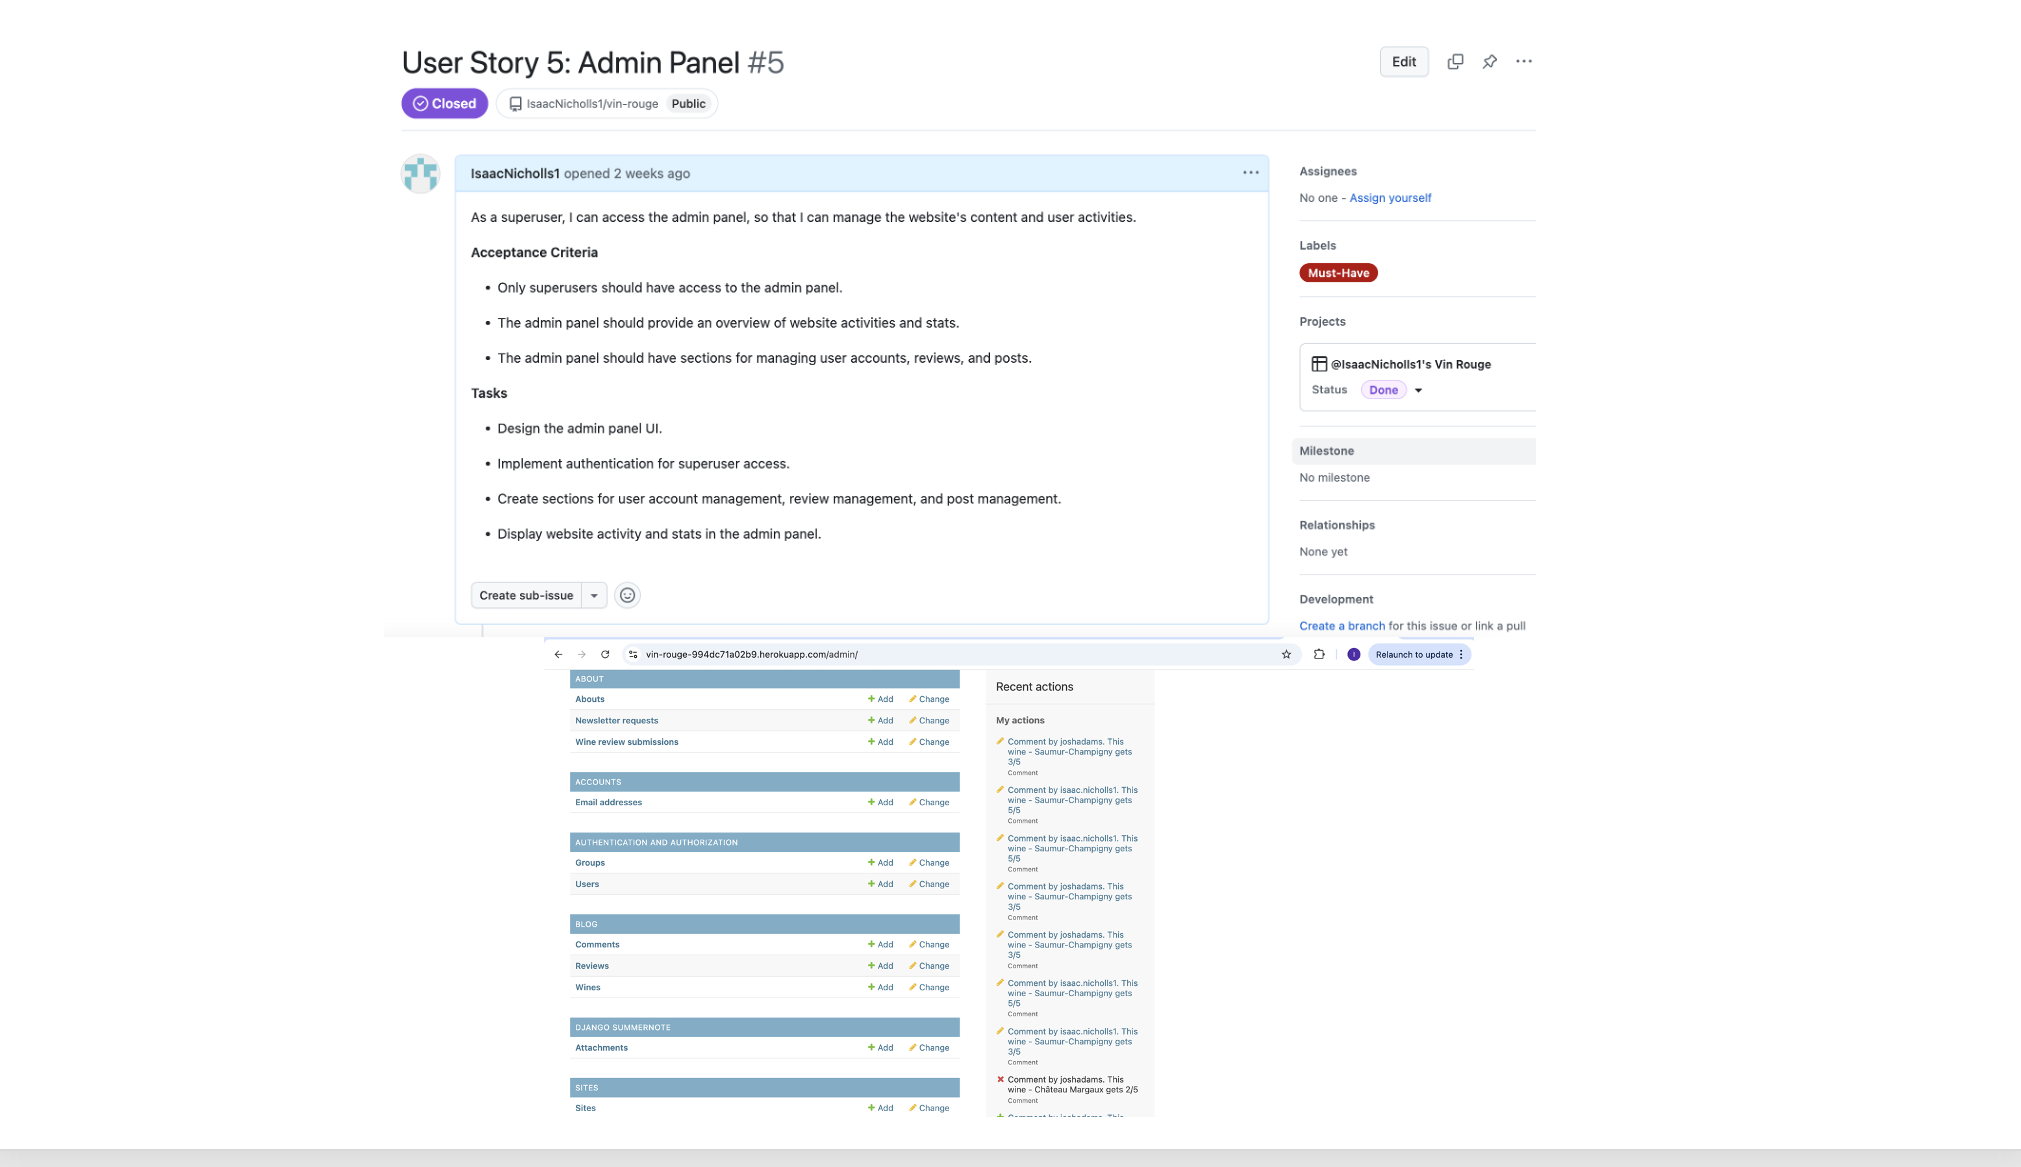 User Story 5: Admin Panel #5
Edit
Closed
IsaacNicholls1/vin-rouge Public
IsaacNicholls1 opened 2 weeks ago
As a superuser, I can access the admin panel, so that I can manage the website's content and user activities.
Acceptance Criteria
• Only superusers should have access to the admin panel.
• The admin panel should provide an overview of website activities and stats.
• The admin panel should have sections for managing user accounts, reviews, and posts.
Tasks
• Design the admin panel UI.
• Implement authentication for superuser access.
• Create sections for user account management, review management, and post management.
• Display website activity and stats in the admin panel.
Create sub-issue
Assignees
No one - Assign yourself
Labels
Must-Have
Projects
@IsaacNicholls1's Vin Rouge
Status Done
Milestone
No milestone
Relationships
None yet
Development
Create a branch for this issue or link a pull
vin-rouge-994dc71a02b9.herokuapp.com/admin/
Relaunch to update
ABOUT
Abouts Add Change
Newsletter requests Add Change
Wine review submissions Add Change
ACCOUNTS
Email addresses Add Change
AUTHENTICATION AND AUTHORIZATION
Groups Add Change
Users Add Change
BLOG
Comments Add Change
Reviews Add Change
Wines Add Change
DJANGO SUMMERNOTE
Attachments Add Change
SITES
Sites Add Change
Recent actions
My actions
Comment by joshadams. This
wine - Saumur-Champigny gets
3/5
Comment
Comment by isaac.nicholls1. This
wine - Saumur-Champigny gets
5/5
Comment
Comment by isaac.nicholls1. This
wine - Saumur-Champigny gets
5/5
Comment
Comment by joshadams. This
wine - Saumur-Champigny gets
3/5
Comment
Comment by joshadams. This
wine - Saumur-Champigny gets
3/5
Comment
Comment by isaac.nicholls1. This
wine - Saumur-Champigny gets
5/5
Comment
Comment by isaac.nicholls1. This
wine - Saumur-Champigny gets
3/5
Comment
Comment by joshadams. This
wine - Château Margaux gets 2/5
Comment